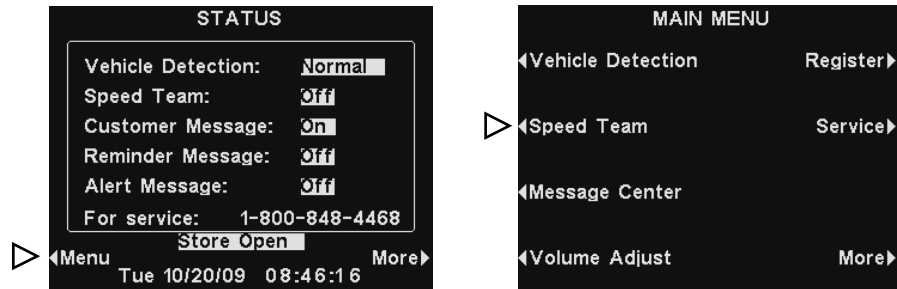 STATUS
Vehicle Detection: Normal
Speed Team: Off
Customer Message: On
Reminder Message: Off
Alert Message: Off
For service: 1-800-848-4468
Store Open
Menu More
Tue 10/20/09 08:46:16
MAIN MENU
Vehicle Detection Register
Speed Team Service
Message Center
Volume Adjust More